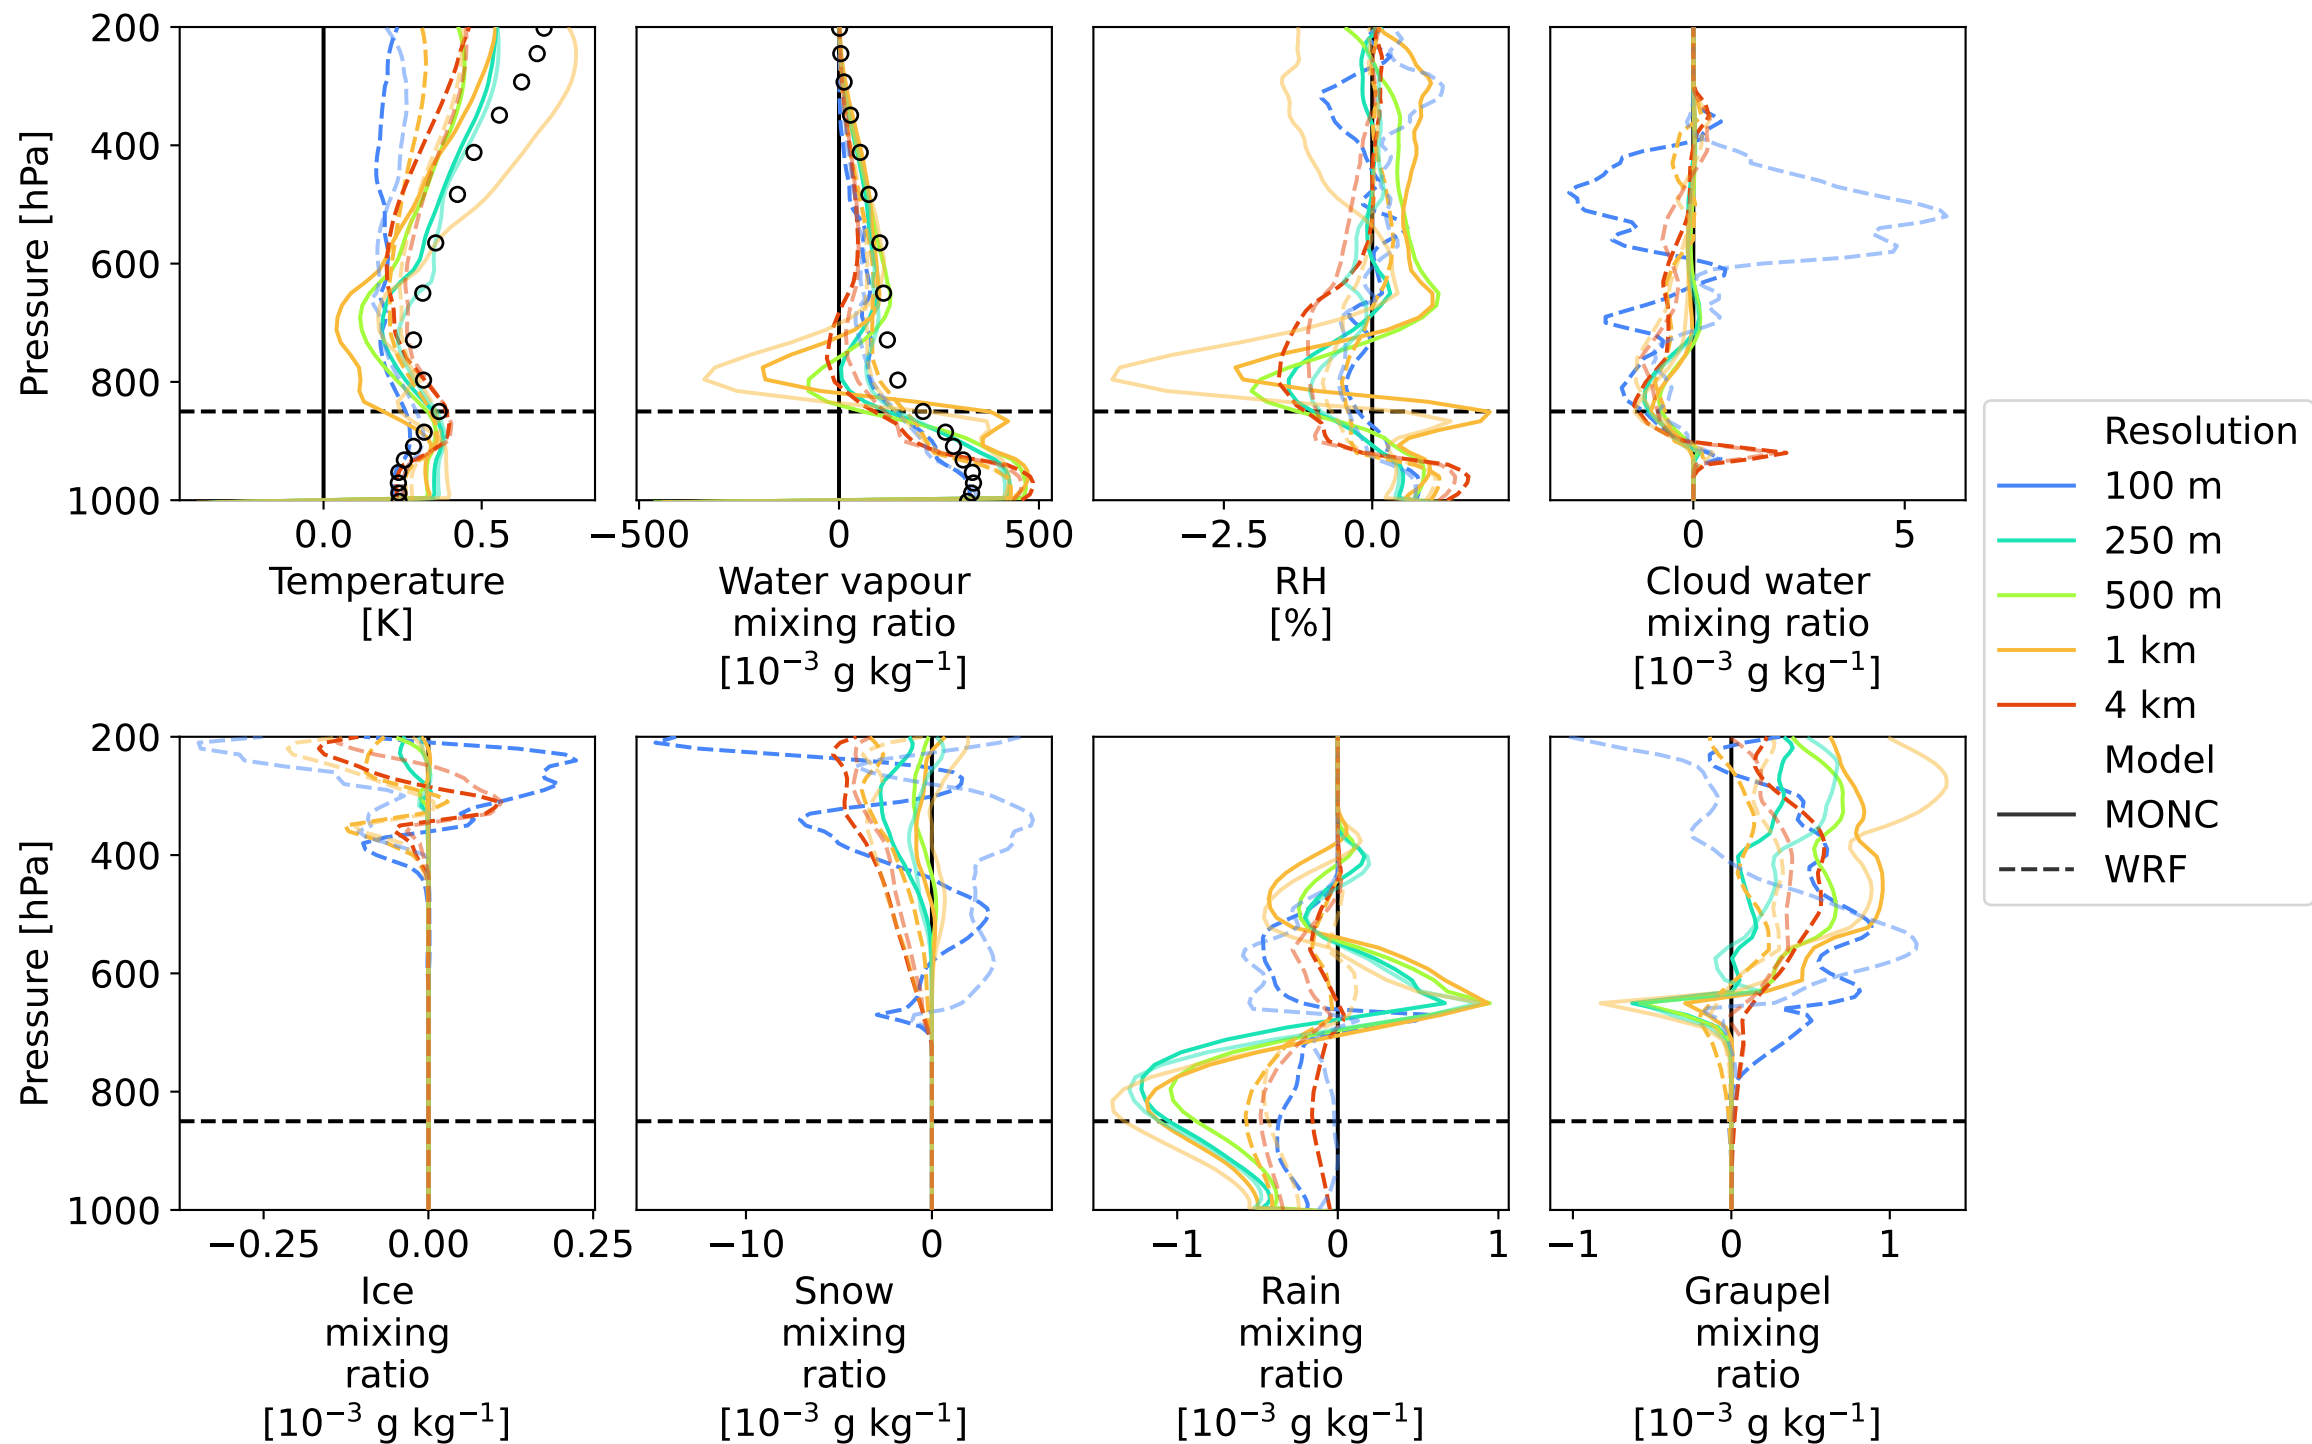 200
400
600
800
1000
Pressure [hPa]
0.0 0.5
Temperature
[K]
−500 0 500
Water vapour
mixing ratio
[10⁻³ g kg⁻¹]
−2.5 0.0
RH
[%]
0 5
Cloud water
mixing ratio
[10⁻³ g kg⁻¹]
Resolution
100 m
250 m
500 m
1 km
4 km
Model
MONC
WRF
200
400
600
800
1000
Pressure [hPa]
−0.25 0.00 0.25
Ice
mixing
ratio
[10⁻³ g kg⁻¹]
−10 0
Snow
mixing
ratio
[10⁻³ g kg⁻¹]
−1 0 1
Rain
mixing
ratio
[10⁻³ g kg⁻¹]
−1 0 1
Graupel
mixing
ratio
[10⁻³ g kg⁻¹]